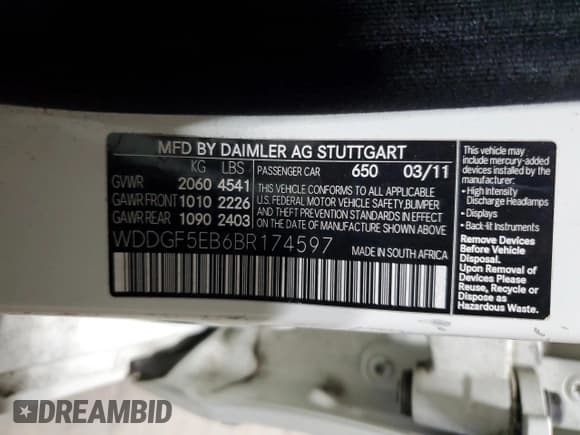 MFD BY DAIMLER AG STUTTGART
KG LBS
GVWR 2060 4541
GAWR FRONT 1010 2226
GAWR REAR 1090 2403
PASSENGER CAR 650 03/11
THIS VEHICLE CONFORMS TO ALL APPLICABLE
U.S. FEDERAL MOTOR VEHICLE SAFETY, BUMPER
AND THEFT PREVENTION STANDARDS IN EFFECT ON
DATE OF MANUFACTURE SHOWN ABOVE.
WDDGF5EB6BR174597
MADE IN SOUTH AFRICA
This vehicle may
include mercury-added
devices installed by the
manufacturer:
• High Intensity
Discharge Headlamps
• Displays
• Back-lit Instruments
Remove Devices
Before Vehicle
Disposal.
Upon Removal
of Devices Please
Reuse, Recycle or
Dispose as
Hazardous Waste.
DREAMBID